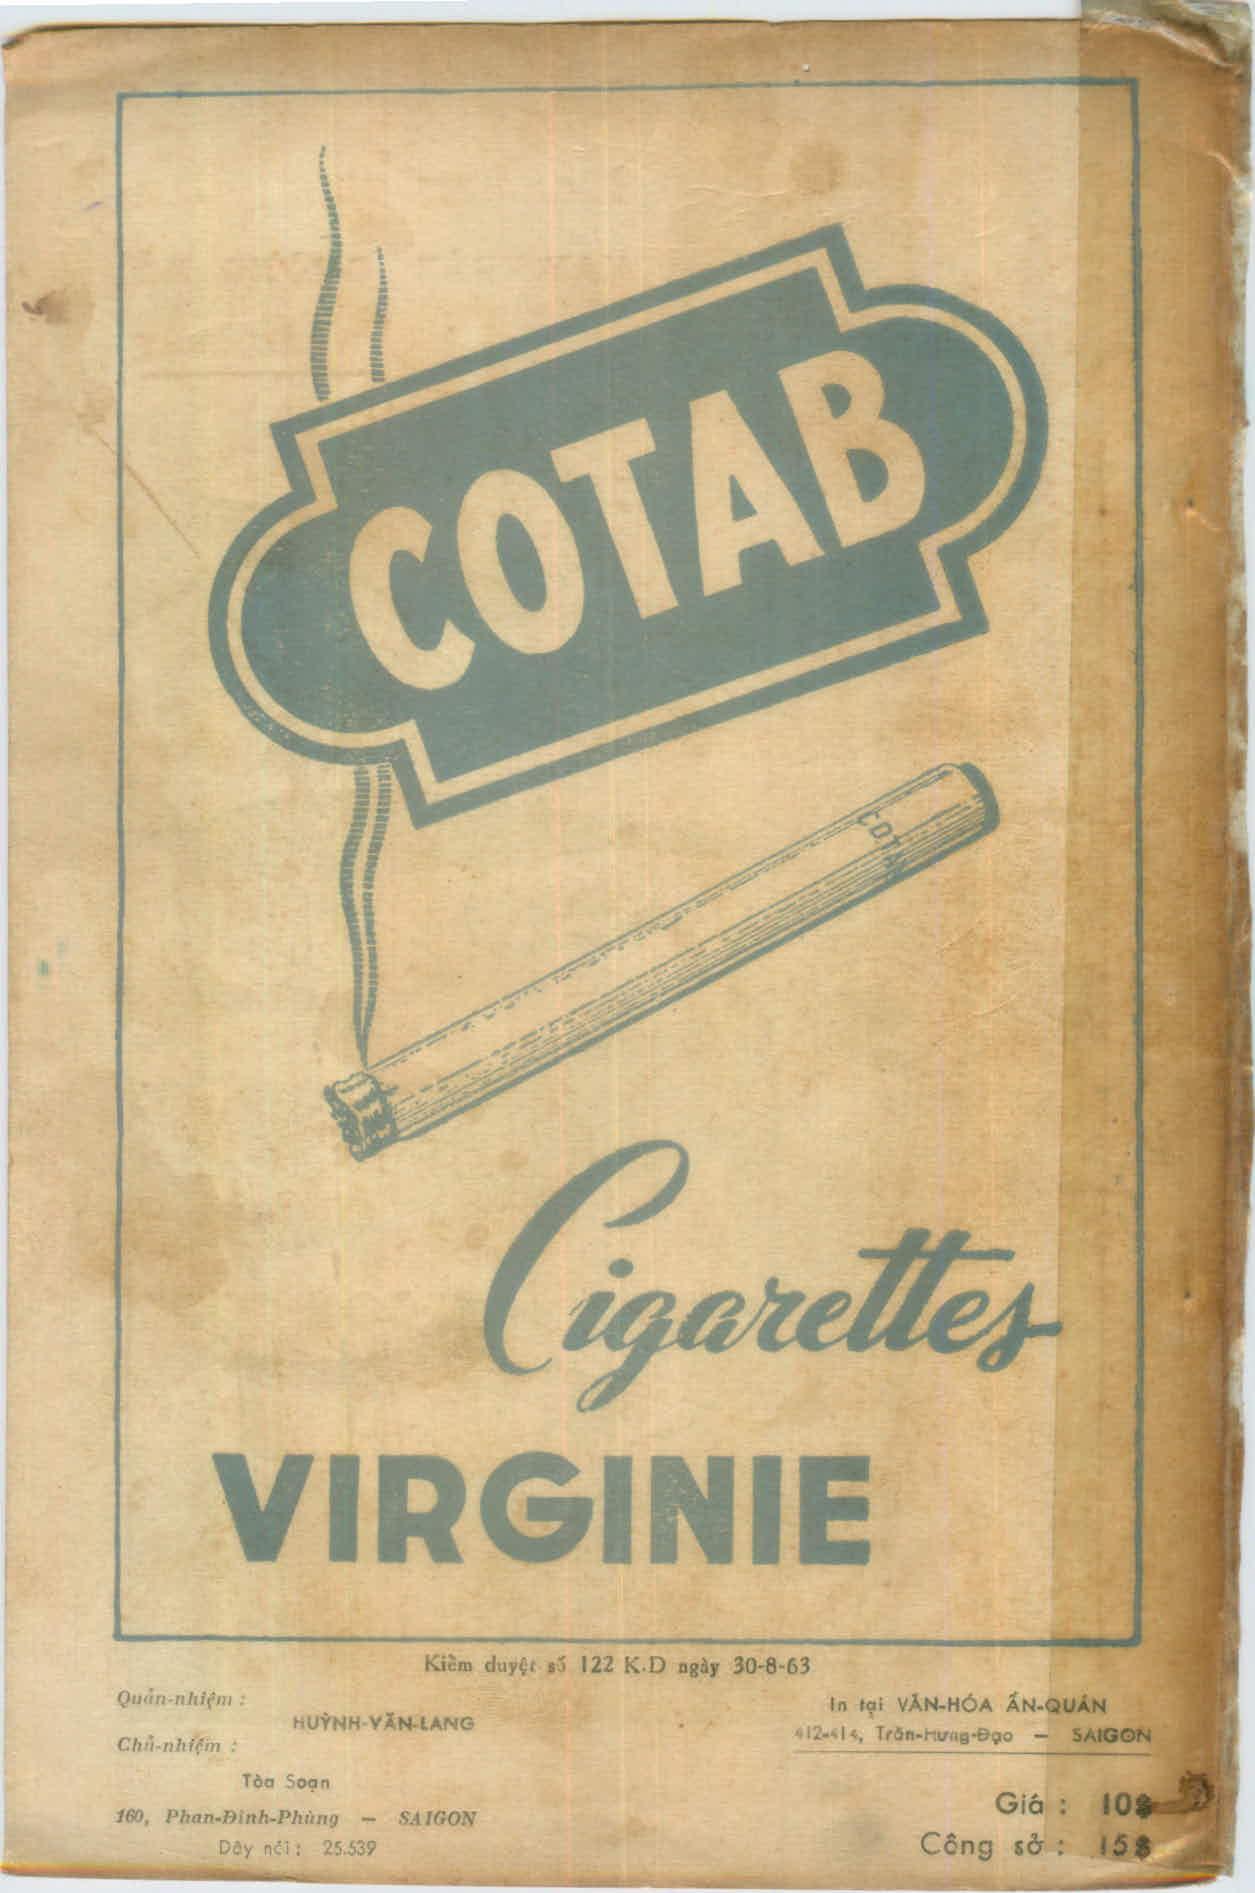 COTAB
COTAB
Cigarettes
VIRGINIE
Kiểm duyệt số 122 K.D ngày 30-8-63
Quản-nhiệm :
HUỲNH-VĂN-LANG
Chủ-nhiệm :
Tòa Soạn
160, Phan-Đình-Phùng — SAIGON
Dây nói : 25.539
In tại VĂN-HÓA ẤN-QUÁN
412-414, Trần-Hưng-Đạo — SAIGON
Giá : 10$
Công sở : 15$